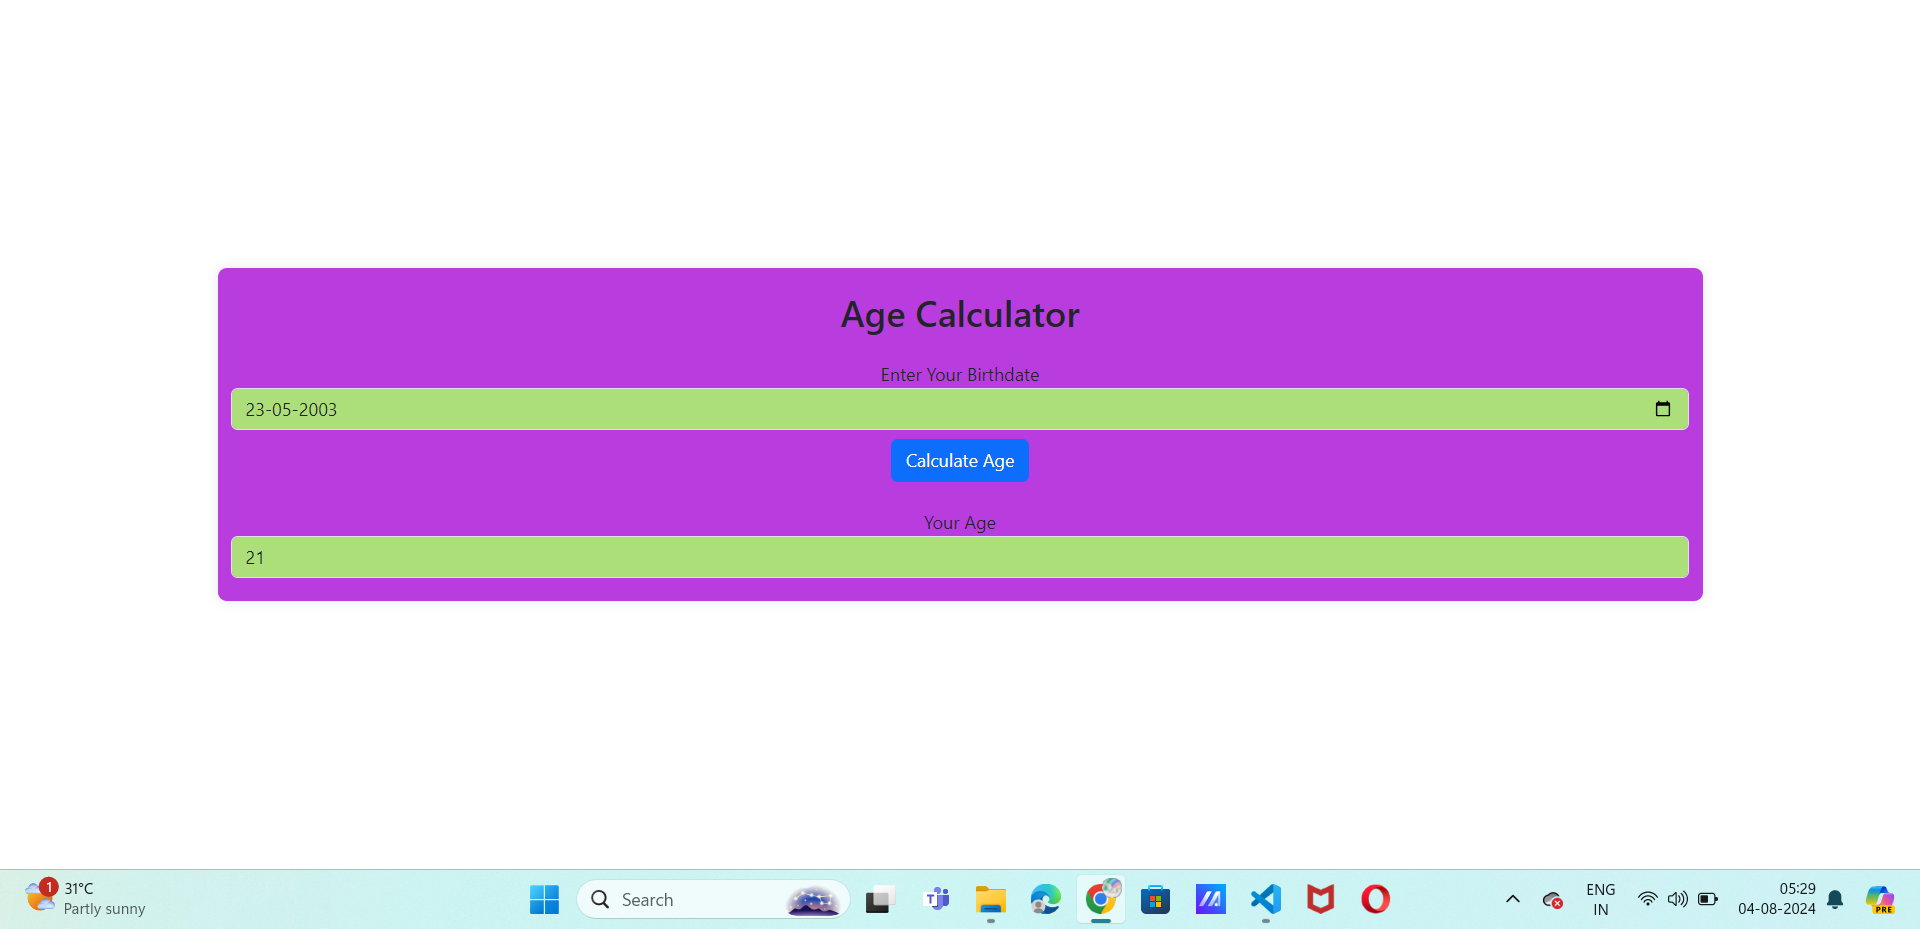 Age Calculator
Enter Your Birthdate
23-05-2003
Calculate Age
Your Age
21
1
31°C
Partly sunny
Search
T
ENG
IN
05:29
04-08-2024
PRE